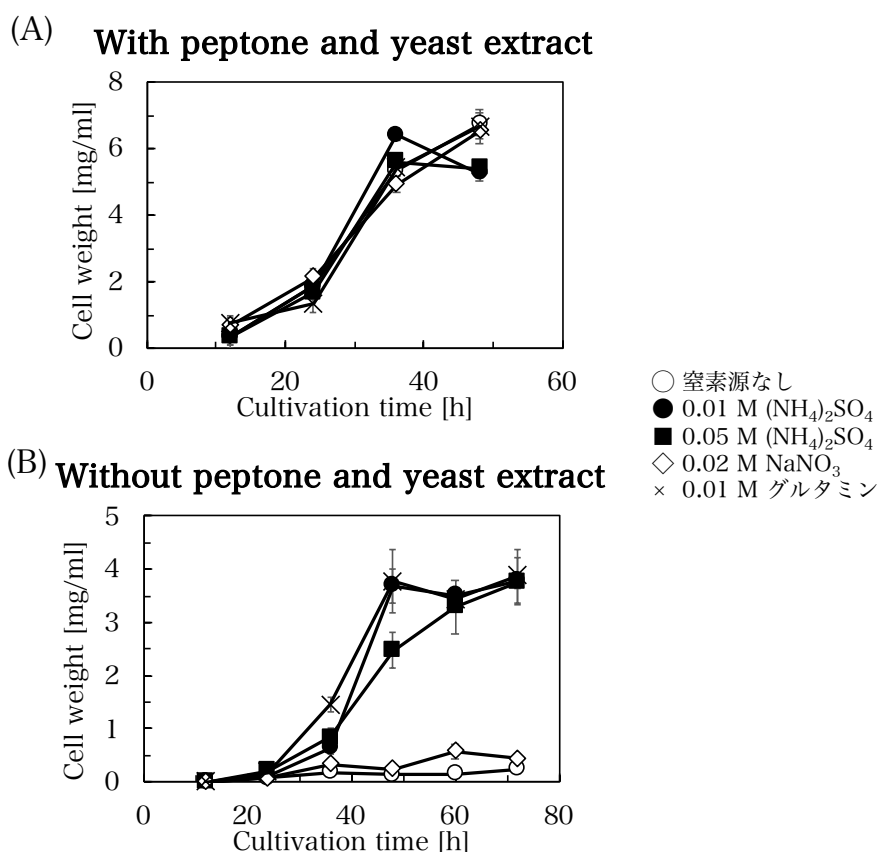 (A)
With peptone and yeast extract
Cell weight [mg/ml]
8
6
4
2
0
0 20 40 60
Cultivation time [h]
○ 窒素源なし
● 0.01 M (NH₄)₂SO₄
■ 0.05 M (NH₄)₂SO₄
◇ 0.02 M NaNO₃
× 0.01 M グルタミン
(B)
Without peptone and yeast extract
Cell weight [mg/ml]
5
4
3
2
1
0
0 20 40 60 80
Cultivation time [h]